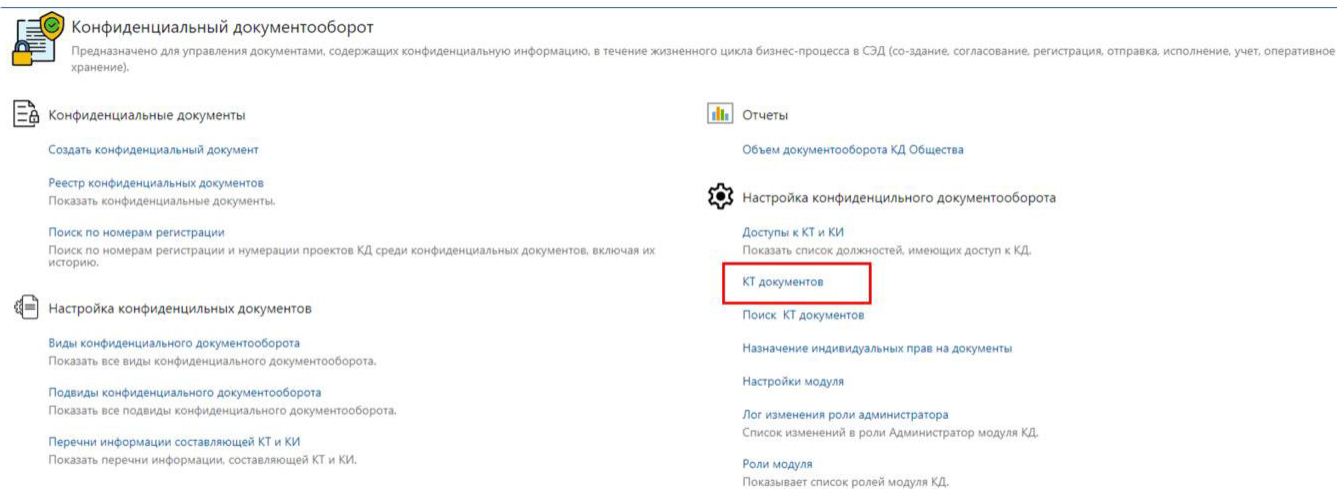 Конфиденциальный документооборот
Предназначено для управления документами, содержащих конфиденциальную информацию, в течение жизненного цикла бизнес-процесса в СЭД (со-здание, согласование, регистрация, отправка, исполнение, учет, оперативное
хранение).
Конфиденциальные документы
Создать конфиденциальный документ
Реестр конфиденциальных документов
Показать конфиденциальные документы.
Поиск по номерам регистрации
Поиск по номерам регистрации и нумерации проектов КД среди конфиденциальных документов, включая их
историю.
Настройка конфиденцильных документов
Виды конфиденциального документооборота
Показать все виды конфиденциального документооборота.
Подвиды конфиденциального документооборота
Показать все подвиды конфиденциального документооборота.
Перечни информации составляющей КТ и КИ
Показать перечни информации, составляющей КТ и КИ.
Отчеты
Объем документооборота КД Общества
Настройка конфиденцильного документооборота
Доступы к КТ и КИ
Показать список должностей, имеющих доступ к КД.
КТ документов
Поиск КТ документов
Назначение индивидуальных прав на документы
Настройки модуля
Лог изменения роли администратора
Список изменений в роли Администратор модуля КД.
Роли модуля
Показывает список ролей модуля КД.